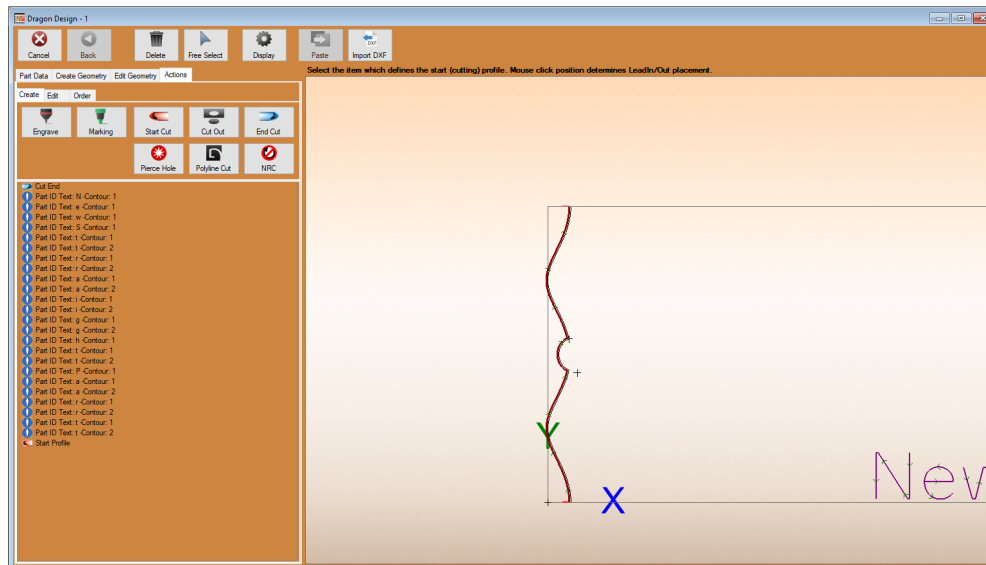 Dragon Design - 1
Cancel Back Delete Free Select Display Paste Import DXF
Part Data Create Geometry Edit Geometry Actions
Select the item which defines the start (cutting) profile. Mouse click position determines LeadIn/Out placement.
Create Edit Order
Engrave Marking Start Cut Cut Out End Cut
Pierce Hole Polyline Cut NRC
Cut End
Part ID Text: N -Contour: 1
Part ID Text: e -Contour: 1
Part ID Text: w -Contour: 1
Part ID Text: S -Contour: 1
Part ID Text: t -Contour: 1
Part ID Text: t -Contour: 2
Part ID Text: r -Contour: 1
Part ID Text: r -Contour: 2
Part ID Text: a -Contour: 1
Part ID Text: a -Contour: 2
Part ID Text: i -Contour: 1
Part ID Text: i -Contour: 2
Part ID Text: g -Contour: 1
Part ID Text: g -Contour: 2
Part ID Text: h -Contour: 1
Part ID Text: t -Contour: 1
Part ID Text: t -Contour: 2
Part ID Text: P -Contour: 1
Part ID Text: a -Contour: 1
Part ID Text: a -Contour: 2
Part ID Text: r -Contour: 1
Part ID Text: r -Contour: 2
Part ID Text: t -Contour: 1
Part ID Text: t -Contour: 2
Start Profile
Y
X
New